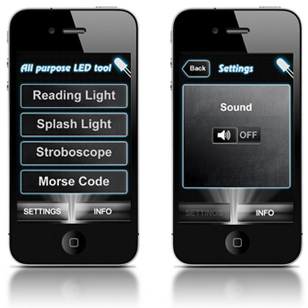 All purpose LED tool
Reading Light
Splash Light
Stroboscope
Morse Code
SETTINGS INFO
Back Settings
Sound
OFF
SETTINGS INFO